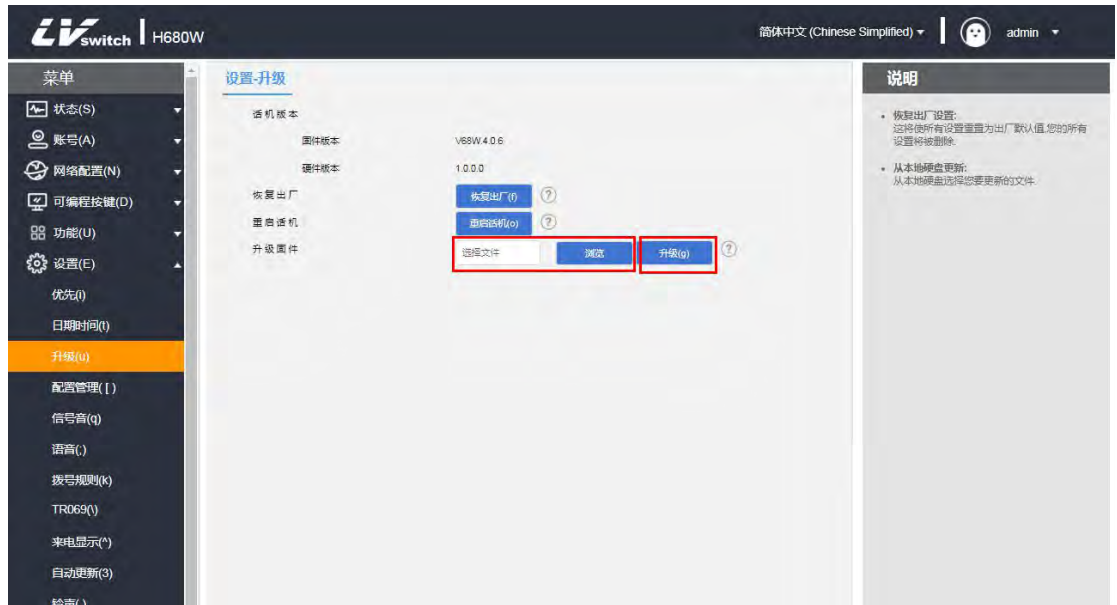 LVswitch H680W
简体中文 (Chinese Simplified)
admin
菜单
状态(S)
账号(A)
网络配置(N)
可编程按键(D)
功能(U)
设置(E)
优先(i)
日期时间(t)
升级(u)
配置管理([)
信号音(q)
语音(;)
拨号规则(k)
TR069(\)
来电显示(^)
自动更新(3)
设置-升级
话机版本
固件版本 V68W.4.0.6
硬件版本 1.0.0.0
恢复出厂 恢复出厂(f) ?
重启话机 重启话机(o) ?
升级固件 选择文件 浏览 升级(g) ?
说明
恢复出厂设置:
这将使所有设置重置为出厂默认值.您的所有
设置将被删除.
从本地硬盘更新:
从本地硬盘选择您要更新的文件.